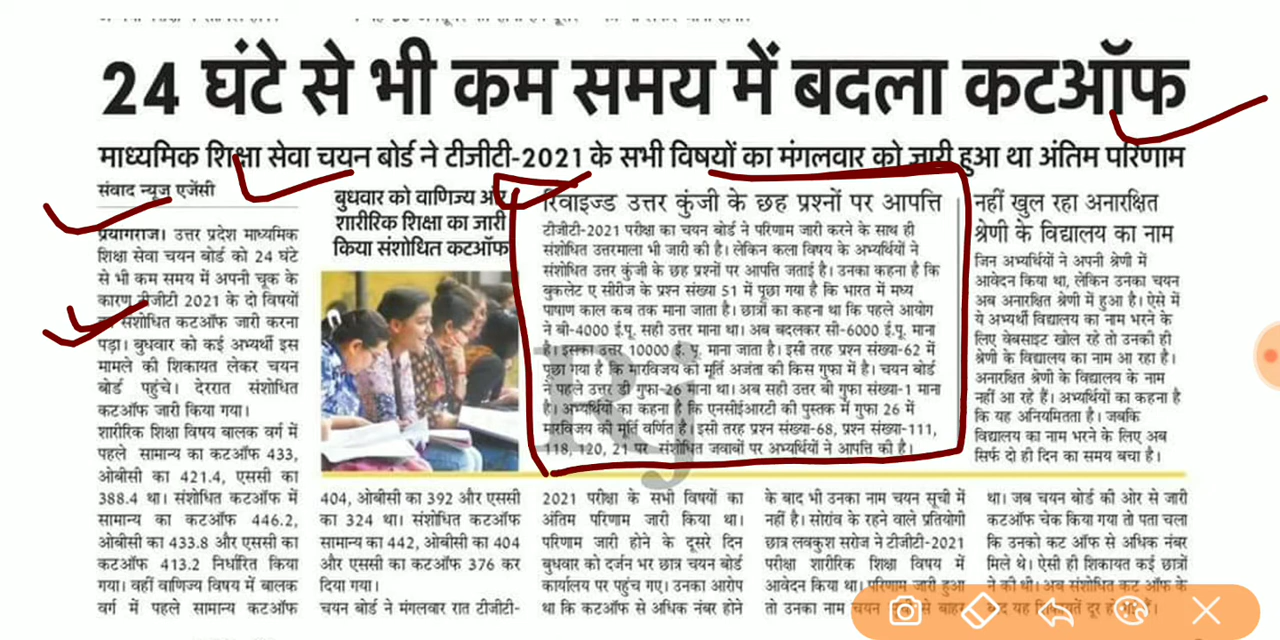 24 घंटे से भी कम समय में बदला कटऑफ
माध्यमिक शिक्षा सेवा चयन बोर्ड ने टीजीटी-2021 के सभी विषयों का मंगलवार को जारी हुआ था अंतिम परिणाम
संवाद न्यूज एजेंसी
प्रयागराज। उत्तर प्रदेश माध्यमिक
शिक्षा सेवा चयन बोर्ड को 24 घंटे
से भी कम समय में अपनी चूक के
कारण टीजीटी 2021 के दो विषयों
का संशोधित कटऑफ जारी करना
पड़ा। बुधवार को कई अभ्यर्थी इस
मामले की शिकायत लेकर चयन
बोर्ड पहुंचे। देररात संशोधित
कटऑफ जारी किया गया।
शारीरिक शिक्षा विषय बालक वर्ग में
पहले सामान्य का कटऑफ 433,
ओबीसी का 421.4, एससी का
388.4 था। संशोधित कटऑफ में
सामान्य का कटऑफ 446.2,
ओबीसी का 433.8 और एससी का
कटऑफ 413.2 निर्धारित किया
गया। वहीं वाणिज्य विषय में बालक
वर्ग में पहले सामान्य कटऑफ
बुधवार को वाणिज्य और
शारीरिक शिक्षा का जारी
किया संशोधित कटऑफ
404, ओबीसी का 392 और एससी
का 324 था। संशोधित कटऑफ
सामान्य का 442, ओबीसी का 404
और एससी का कटऑफ 376 कर
दिया गया।
चयन बोर्ड ने मंगलवार रात टीजीटी-
रिवाइज्ड उत्तर कुंजी के छह प्रश्नों पर आपत्ति
टीजीटी-2021 परीक्षा का चयन बोर्ड ने परिणाम जारी करने के साथ ही
संशोधित उत्तरमाला भी जारी की है। लेकिन कला विषय के अभ्यर्थियों ने
संशोधित उत्तर कुंजी के छह प्रश्नों पर आपत्ति जताई है। उनका कहना है कि
बुकलेट ए सीरीज के प्रश्न संख्या 51 में पूछा गया है कि भारत में मध्य
पाषाण काल कब तक माना जाता है। छात्रों का कहना था कि पहले आयोग
ने बी-4000 ई.पू. सही उत्तर माना था। अब बदलकर सी-6000 ई.पू. माना
है। इसका उत्तर 10000 ई. पू. माना जाता है। इसी तरह प्रश्न संख्या-62 में
पूछा गया है कि मारविजय की मूर्ति अजंता की किस गुफा में है। चयन बोर्ड
ने पहले उत्तर डी गुफा-26 माना था। अब सही उत्तर बी गुफा संख्या-1 माना
है। अभ्यर्थियों का कहना है कि एनसीईआरटी की पुस्तक में गुफा 26 में
मारविजय की मूर्ति वर्णित है। इसी तरह प्रश्न संख्या-68, प्रश्न संख्या-111,
118, 120, 21 पर संशोधित जवाबों पर अभ्यर्थियों ने आपत्ति की है।
Rj
2021 परीक्षा के सभी विषयों का
अंतिम परिणाम जारी किया था।
परिणाम जारी होने के दूसरे दिन
बुधवार को दर्जन भर छात्र चयन बोर्ड
कार्यालय पर पहुंच गए। उनका आरोप
था कि कटऑफ से अधिक नंबर होने
के बाद भी उनका नाम चयन सूची में
नहीं है। सोरांव के रहने वाले प्रतियोगी
छात्र लवकुश सरोज ने टीजीटी-2021
परीक्षा शारीरिक शिक्षा विषय में
आवेदन किया था। परिणाम जारी हुआ
तो उनका नाम चयन से बाहर
नहीं खुल रहा अनारक्षित
श्रेणी के विद्यालय का नाम
जिन अभ्यर्थियों ने अपनी श्रेणी में
आवेदन किया था, लेकिन उनका चयन
अब अनारक्षित श्रेणी में हुआ है। ऐसे में
ये अभ्यर्थी विद्यालय का नाम भरने के
लिए वेबसाइट खोल रहे तो उनकी ही
श्रेणी के विद्यालय का नाम आ रहा है।
अनारक्षित श्रेणी के विद्यालय के नाम
नहीं आ रहे हैं। अभ्यर्थियों का कहना है
कि यह अनियमितता है। जबकि
विद्यालय का नाम भरने के लिए अब
सिर्फ दो ही दिन का समय बचा है।
था। जब चयन बोर्ड की ओर से जारी
कटऑफ चेक किया गया तो पता चला
कि उनको कट ऑफ से अधिक नंबर
मिले थे। ऐसी ही शिकायत कई छात्रों
ने की थी। अब संशोधित कट ऑफ के
बाद यह शिकायतें दूर हो गई हैं।